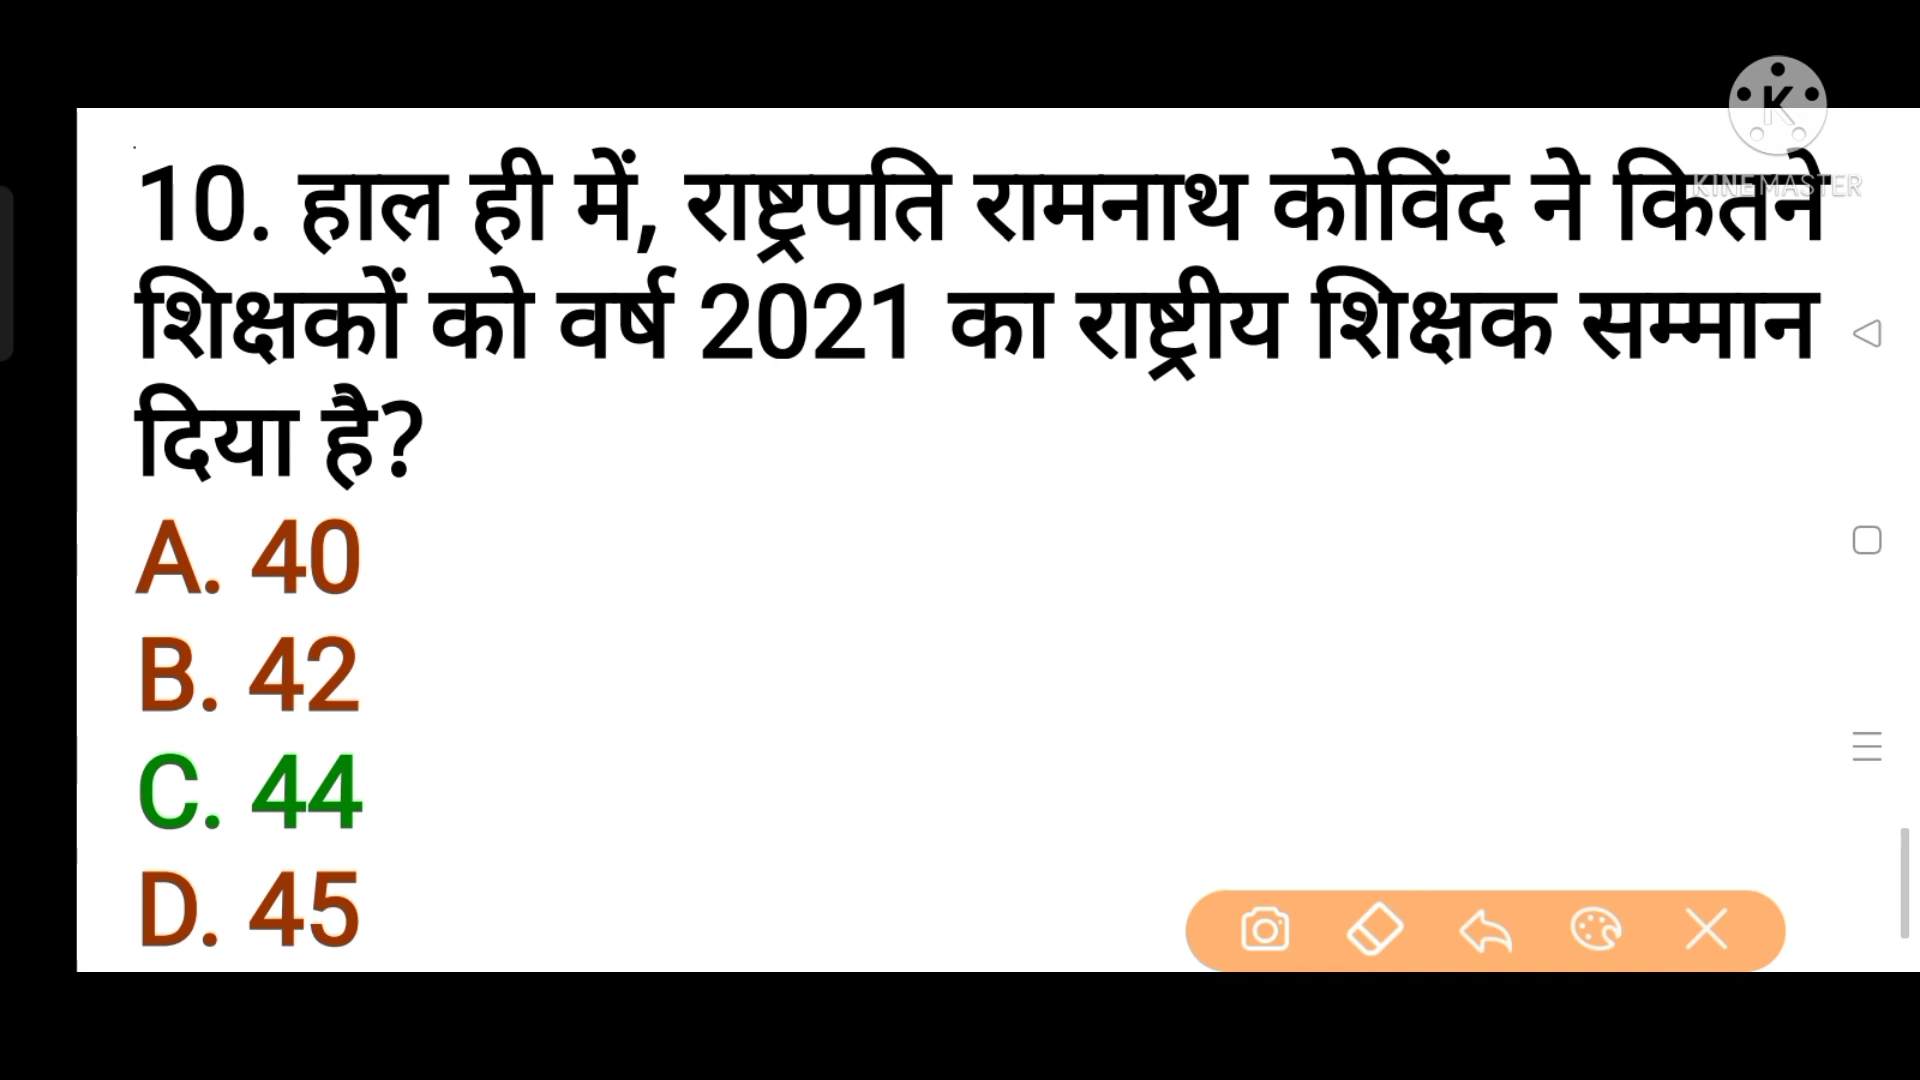 K
KINEMASTER
10. हाल ही में, राष्ट्रपति रामनाथ कोविंद ने कितने
शिक्षकों को वर्ष 2021 का राष्ट्रीय शिक्षक सम्मान
दिया है?
A. 40
B. 42
C. 44
D. 45